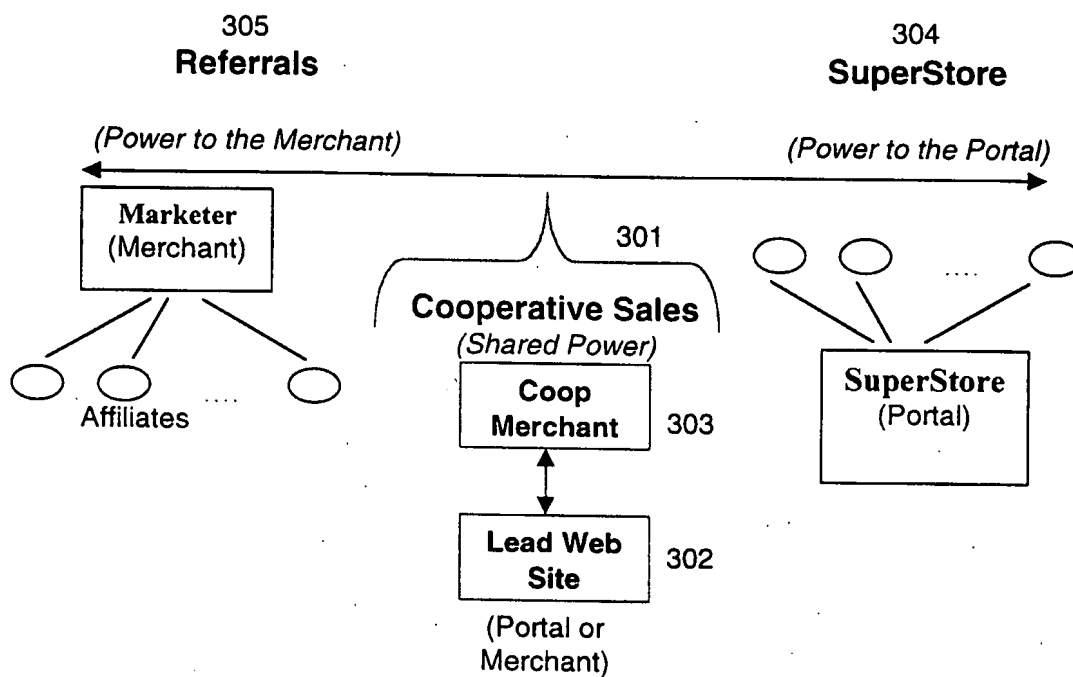 305
Referrals
304
SuperStore
(Power to the Merchant)
(Power to the Portal)
Marketer
(Merchant)
....
Affiliates
301
Cooperative Sales
(Shared Power)
Coop
Merchant
303
Lead Web
Site
302
(Portal or
Merchant)
....
SuperStore
(Portal)